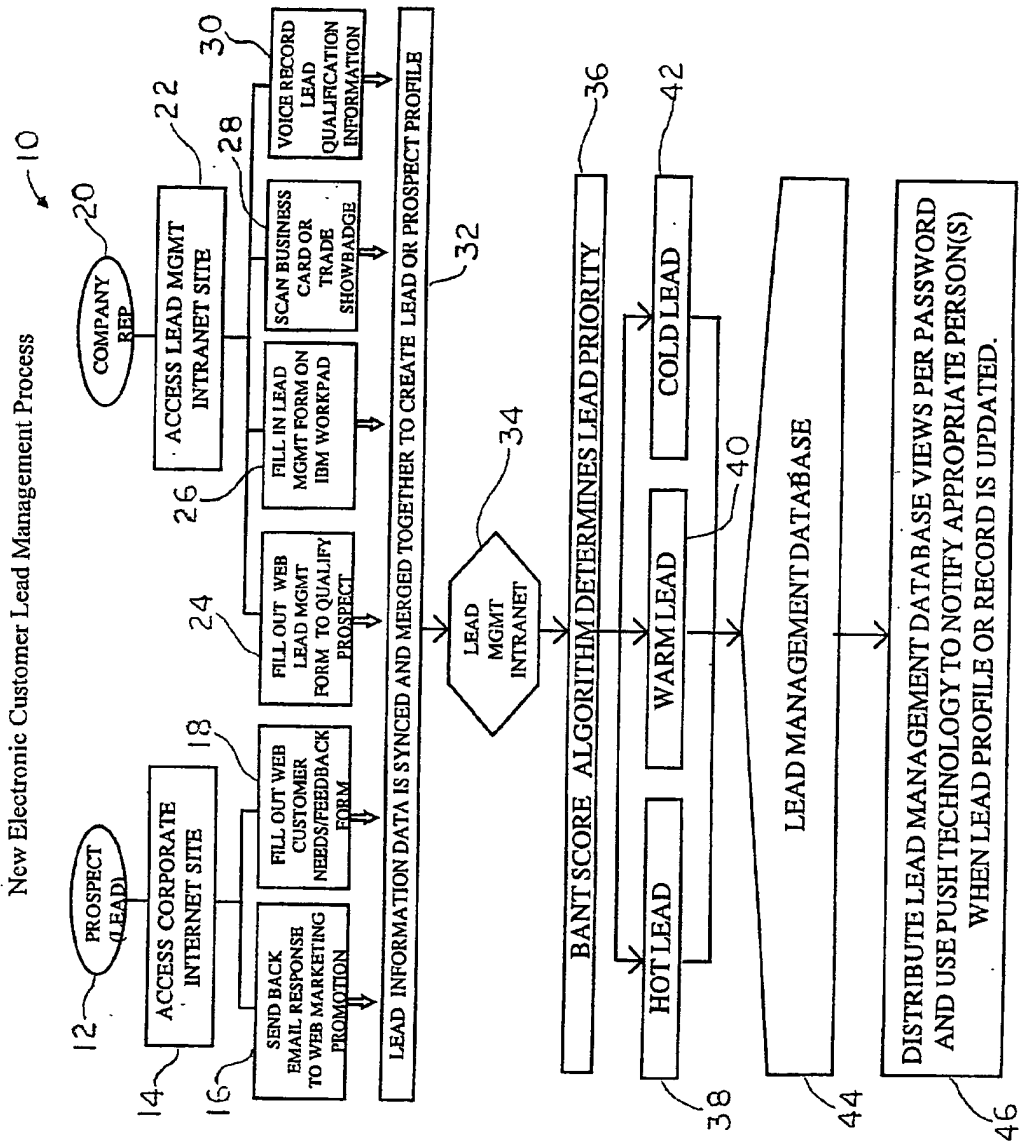 New Electronic Customer Lead Management Process
10
12
PROSPECT
(LEAD)
20
COMPANY
REP
14
ACCESS CORPORATE
INTERNET SITE
22
ACCESS LEAD MGMT
INTRANET SITE
16
SEND BACK
EMAIL RESPONSE
TO WEB MARKETING
PROMOTION
18
FILL OUT WEB
CUSTOMER
NEEDS/FEEDBACK
FORM
24
FILL OUT WEB
LEAD MGMT
FORM TO QUALIFY
PROSPECT
26
FILL IN LEAD
MGMT FORM ON
IBM WORKPAD
28
SCAN BUSINESS
CARD OR
TRADE
SHOWBADGE
30
VOICE RECORD
LEAD
QUALIFICATION
INFORMATION
LEAD INFORMATION DATA IS SYNCED AND MERGED TOGETHER TO CREATE LEAD OR PROSPECT PROFILE
32
LEAD
MGMT
INTRANET
34
BANT SCORE ALGORITHM DETERMINES LEAD PRIORITY
36
HOT LEAD
38
WARM LEAD
40
COLD LEAD
42
LEAD MANAGEMENT DATABASE
44
DISTRIBUTE LEAD MANAGEMENT DATABASE VIEWS PER PASSWORD
AND USE PUSH TECHNOLOGY TO NOTIFY APPROPRIATE PERSON(S)
WHEN LEAD PROFILE OR RECORD IS UPDATED.
46